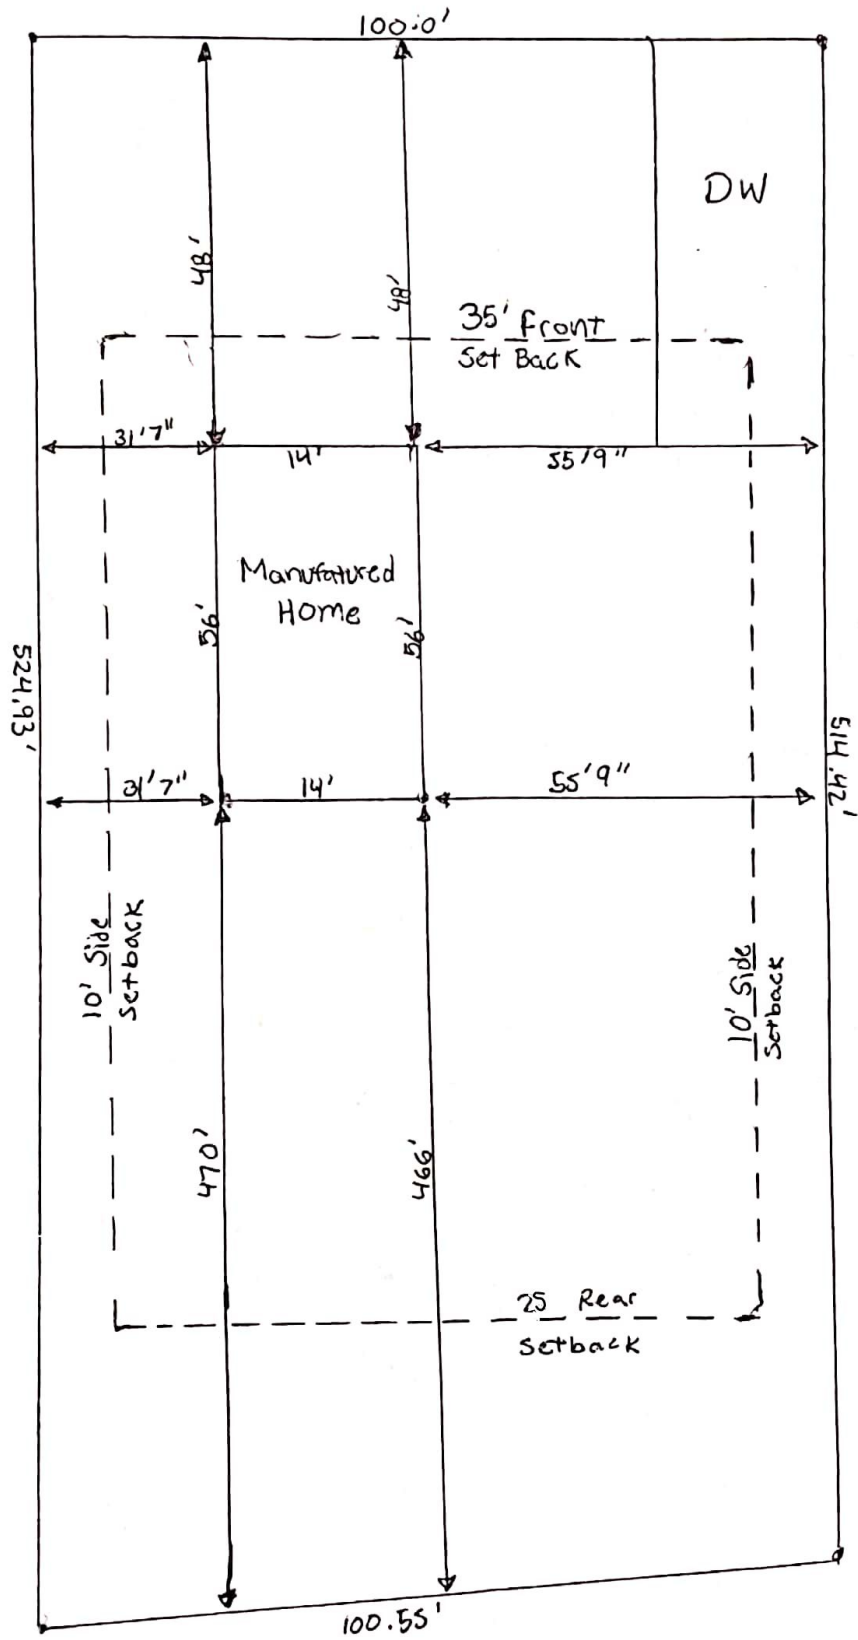 100.0'
DW
48'
48'
35' Front
Set Back
31'7"
14'
55'9"
Manufatured
Home
56'
56'
524.93'
514.42'
31'7"
14'
55'9"
10' Side
Setback
10' Side
Setback
470'
466'
25 Rear
Setback
100.55'